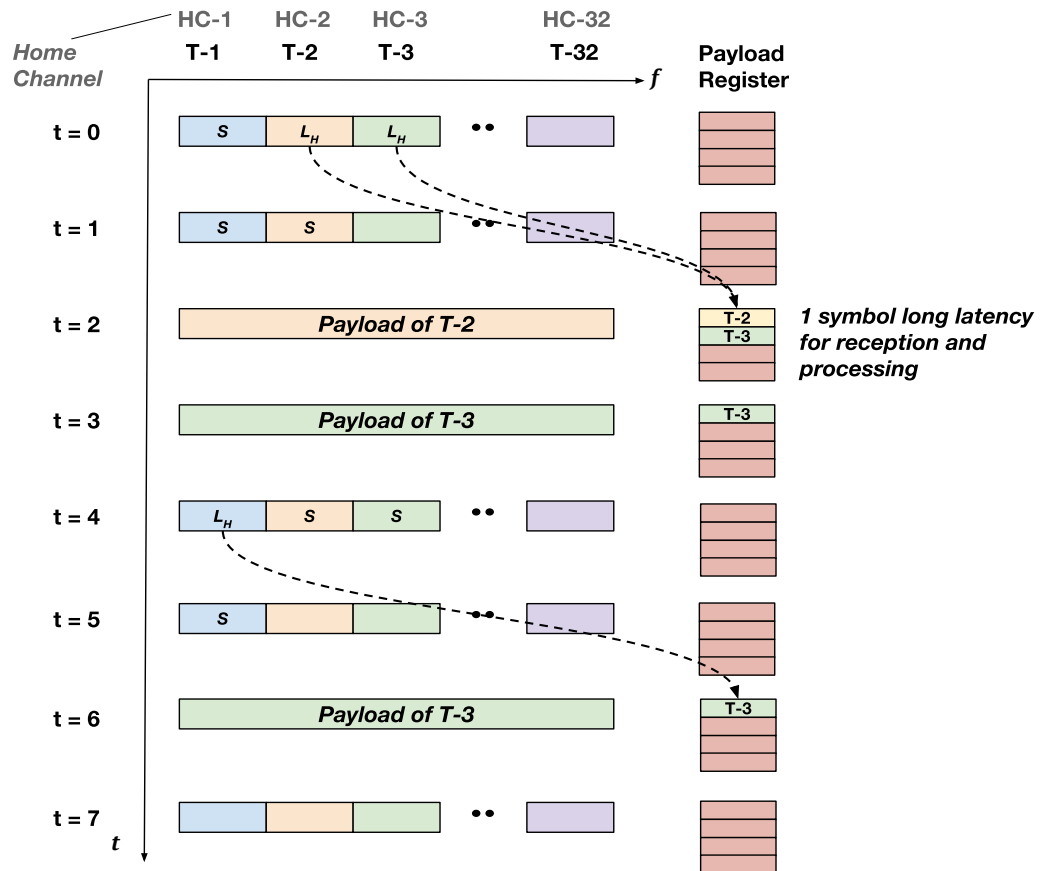 HC-1 HC-2 HC-3 HC-32
Home
Channel
T-1 T-2 T-3 T-32
Payload
Register
f
t = 0
S L_H L_H
t = 1
S S
t = 2
Payload of T-2
T-2
T-3
1 symbol long latency
for reception and
processing
t = 3
Payload of T-3
T-3
t = 4
L_H S S
t = 5
S
t = 6
Payload of T-3
T-3
t = 7
t